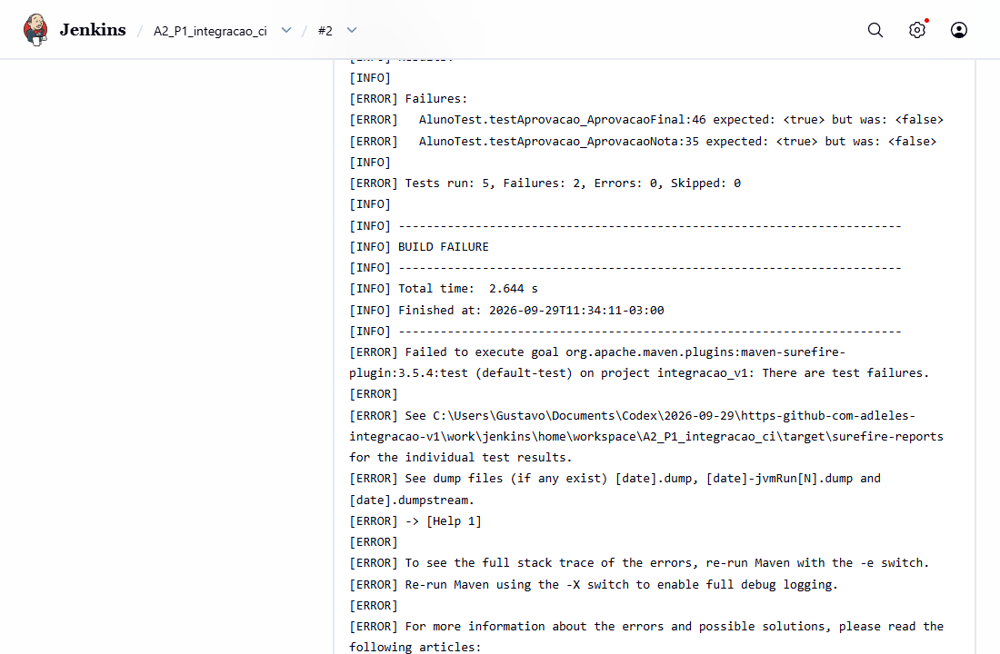 Jenkins / A2_P1_integracao_ci / #2
[INFO] Results:
[INFO]
[ERROR] Failures:
[ERROR]   AlunoTest.testAprovacao_AprovacaoFinal:46 expected: <true> but was: <false>
[ERROR]   AlunoTest.testAprovacao_AprovacaoNota:35 expected: <true> but was: <false>
[INFO]
[ERROR] Tests run: 5, Failures: 2, Errors: 0, Skipped: 0
[INFO]
[INFO] ------------------------------------------------------------------------
[INFO] BUILD FAILURE
[INFO] ------------------------------------------------------------------------
[INFO] Total time:  2.644 s
[INFO] Finished at: 2026-09-29T11:34:11-03:00
[INFO] ------------------------------------------------------------------------
[ERROR] Failed to execute goal org.apache.maven.plugins:maven-surefire-
plugin:3.5.4:test (default-test) on project integracao_v1: There are test failures.
[ERROR]
[ERROR] See C:\Users\Gustavo\Documents\Codex\2026-09-29\https-github-com-adleles-
integracao-v1\work\jenkins\home\workspace\A2_P1_integracao_ci\target\surefire-reports
for the individual test results.
[ERROR] See dump files (if any exist) [date].dump, [date]-jvmRun[N].dump and
[date].dumpstream.
[ERROR] -> [Help 1]
[ERROR]
[ERROR] To see the full stack trace of the errors, re-run Maven with the -e switch.
[ERROR] Re-run Maven using the -X switch to enable full debug logging.
[ERROR]
[ERROR] For more information about the errors and possible solutions, please read the
following articles: